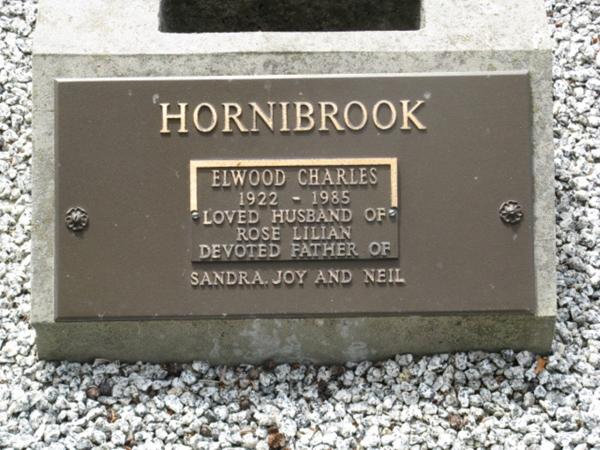 HORNIBROOK
ELWOOD CHARLES
1922 - 1985
LOVED HUSBAND OF
ROSE LILIAN
DEVOTED FATHER OF
SANDRA, JOY AND NEIL